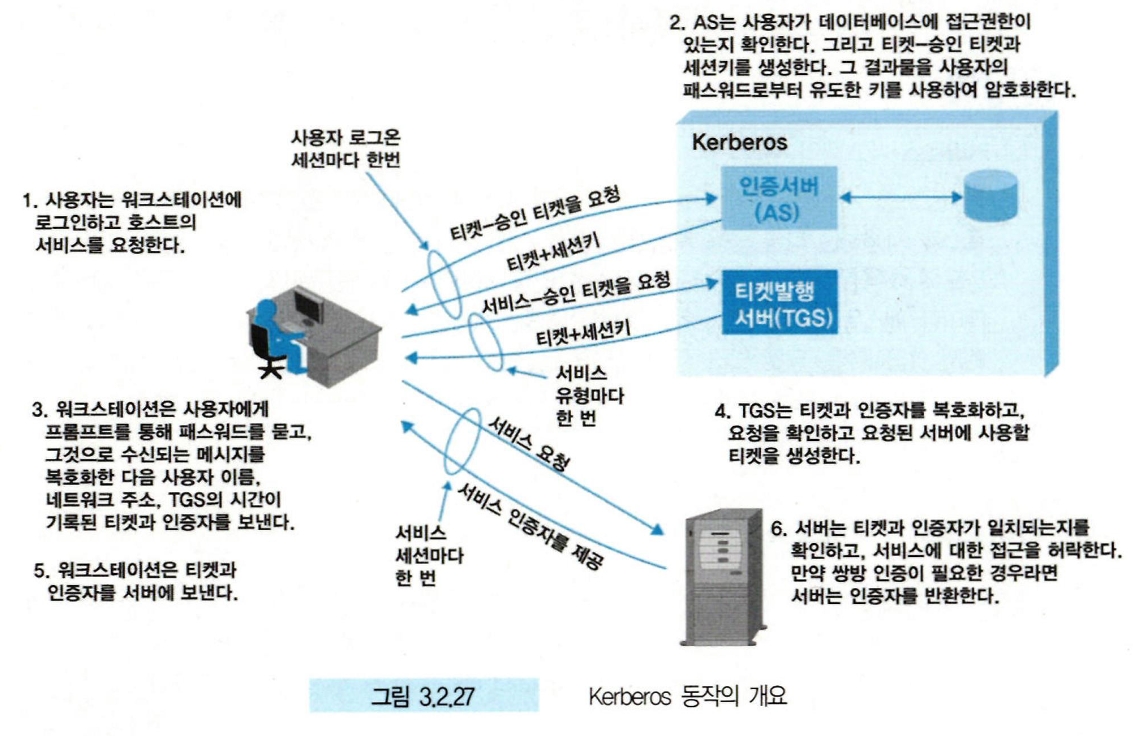 2. AS는 사용자가 데이터베이스에 접근권한이
있는지 확인한다. 그리고 티켓-승인 티켓과
세션키를 생성한다. 그 결과물을 사용자의
패스워드로부터 유도한 키를 사용하여 암호화한다.
사용자 로그온
세션마다 한번
Kerberos
1. 사용자는 워크스테이션에
로그인하고 호스트의
서비스를 요청한다.
인증서버
(AS)
티켓-승인 티켓을 요청
티켓+세션키
서비스-승인 티켓을 요청
티켓발행
서버(TGS)
티켓+세션키
서비스
유형마다
한 번
3. 워크스테이션은 사용자에게
프롬프트를 통해 패스워드를 묻고,
그것으로 수신되는 메시지를
복호화한 다음 사용자 이름,
네트워크 주소, TGS의 시간이
기록된 티켓과 인증자를 보낸다.
4. TGS는 티켓과 인증자를 복호화하고,
요청을 확인하고 요청된 서버에 사용할
티켓을 생성한다.
서비스 요청
서비스 인증자를 제공
서비스
세션마다
한 번
5. 워크스테이션은 티켓과
인증자를 서버에 보낸다.
6. 서버는 티켓과 인증자가 일치되는지를
확인하고, 서비스에 대한 접근을 허락한다.
만약 쌍방 인증이 필요한 경우라면
서버는 인증자를 반환한다.
그림 3.2.27 Kerberos 동작의 개요